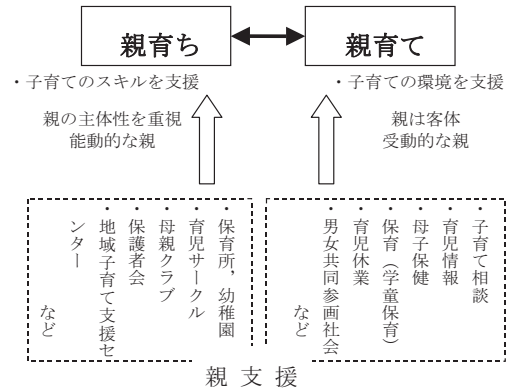 親育ち
親育て
・子育てのスキルを支援
・子育ての環境を支援
親の主体性を重視
能動的な親
親は客体
受動的な親
・保育所，幼稚園
・育児サークル
・母親クラブ
・保護者会
・地域子育て支援セ
ンター
など
・子育て相談
・育児情報
・母子保健
・保育（学童保育）
・育児休業
・男女共同参画社会
など
親支援